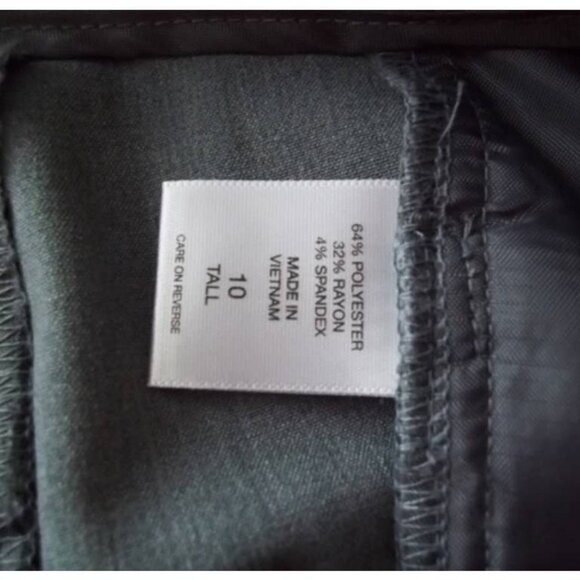 64% POLYESTER
32% RAYON
4% SPANDEX
MADE IN
VIETNAM
10
TALL
CARE ON REVERSE